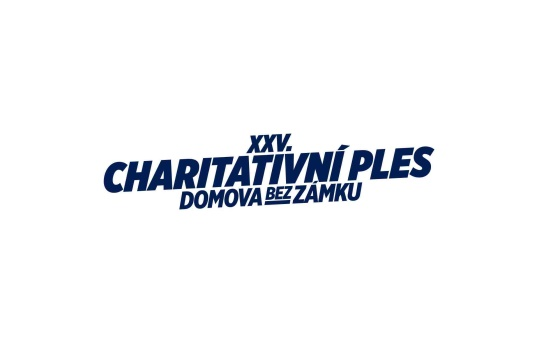 XXV.
CHARITATIVNÍ PLES
DOMOVA BEZ ZÁMKU